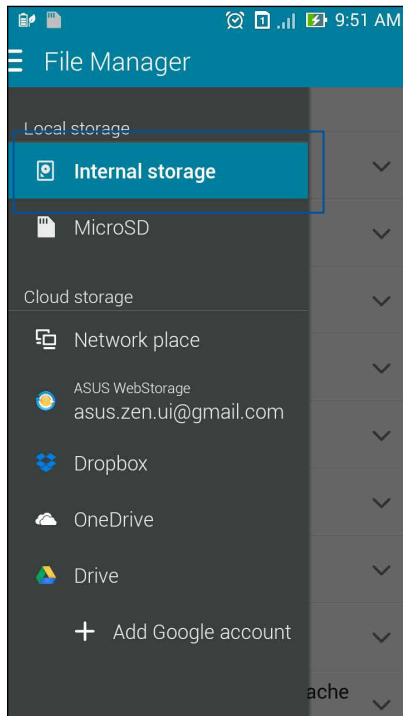 1 9:51 AM
File Manager
Local storage
Internal storage
MicroSD
Cloud storage
Network place
ASUS WebStorage
asus.zen.ui@gmail.com
Dropbox
OneDrive
Drive
+ Add Google account
ache